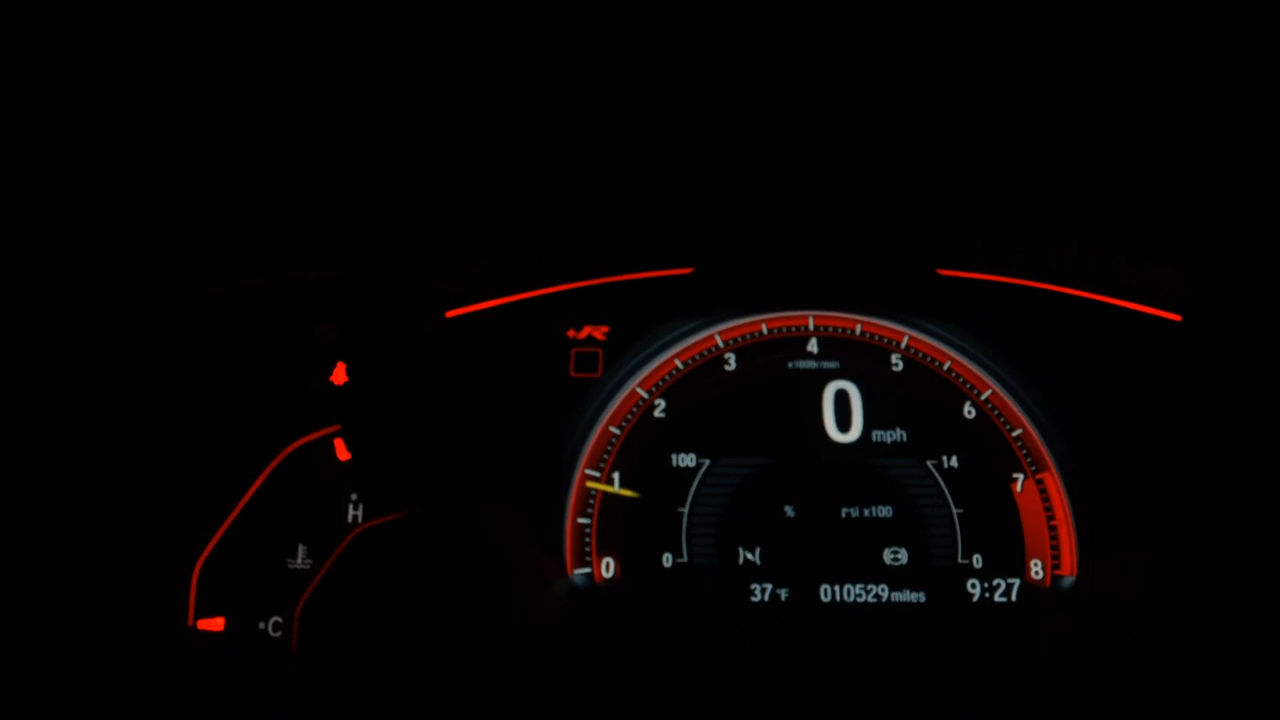 +R
4
3 5
x1000r/min
2 0 mph 6
100 14
1 7
% psi x100
H
0 0
0 8
37°F 010529 miles 9:27
C